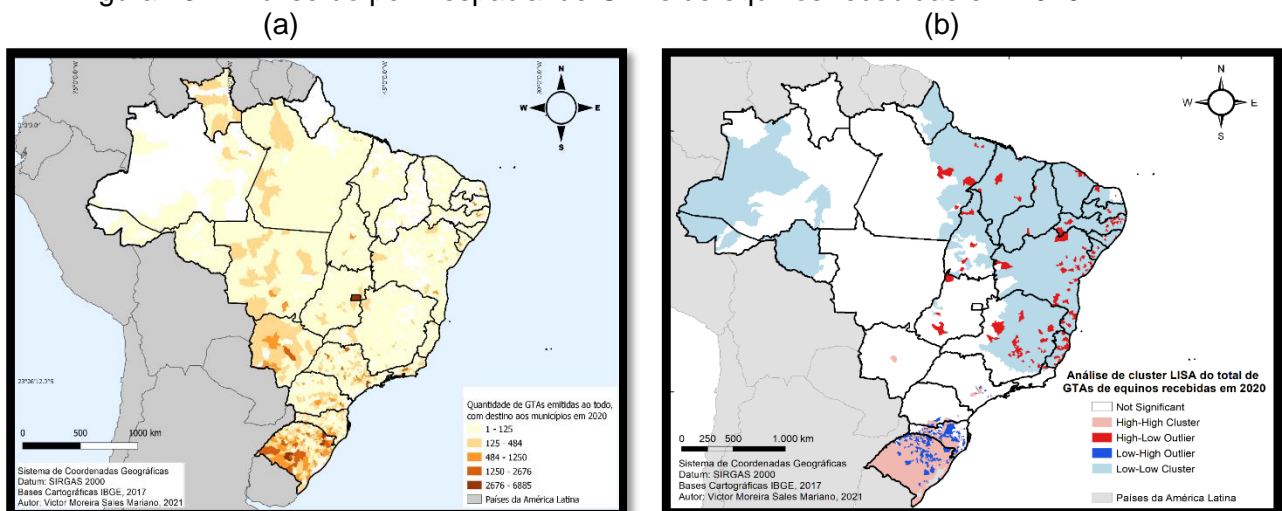 (a)
(b)
N
W
E
S
Quantidade de GTAs emitidas ao todo,
com destino aos municípios em 2020
1 - 125
125 - 484
484 - 1250
1250 - 2676
2676 - 6885
Países da América Latina
0
500
1000 km
Sistema de Coordenadas Geográficas
Datum: SIRGAS 2000
Bases Cartográficas IBGE, 2017
Autor: Victor Moreira Sales Mariano, 2021
N
W
E
S
Análise de cluster LISA do total de
GTAs de equinos recebidas em 2020
Not Significant
High-High Cluster
High-Low Outlier
Low-High Outlier
Low-Low Cluster
Países da América Latina
0 250 500 1.000 km
Sistema de Coordenadas Geográficas
Datum: SIRGAS 2000
Bases Cartográficas IBGE, 2017
Autor: Victor Moreira Sales Mariano, 2021